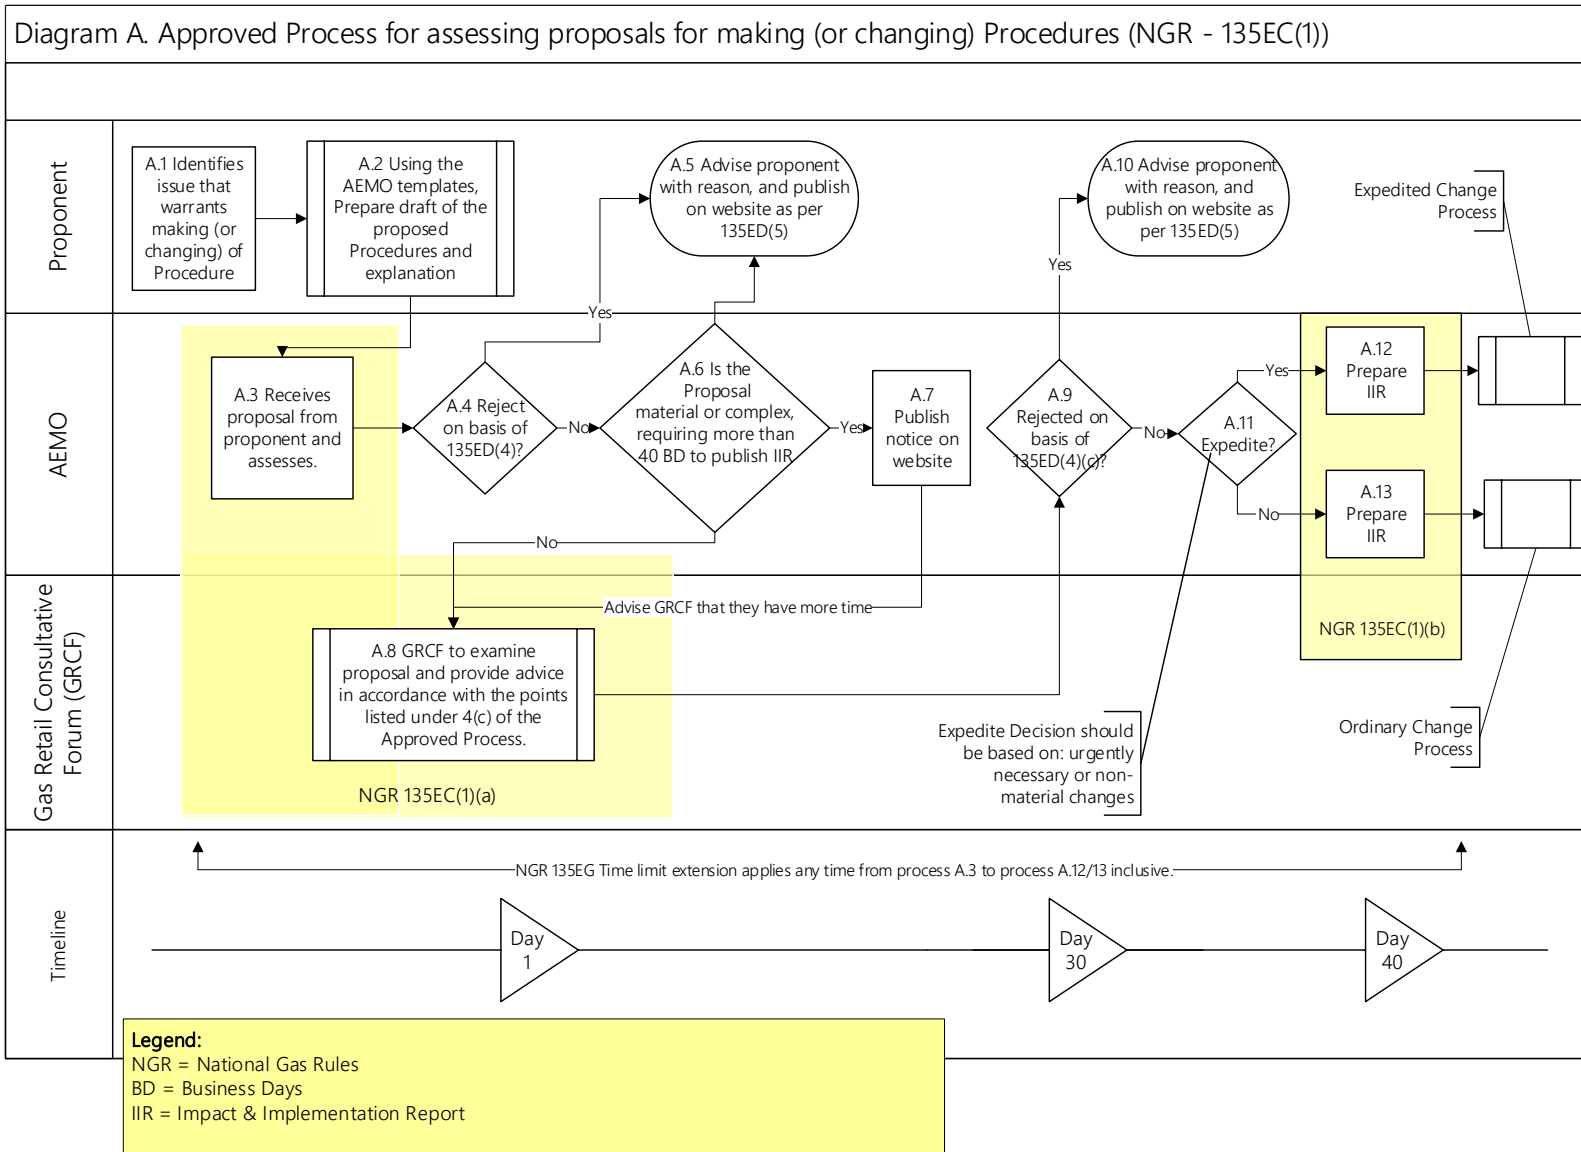 Diagram A. Approved Process for assessing proposals for making (or changing) Procedures (NGR - 135EC(1))
Proponent
A.1 Identifies
issue that
warrants
making (or
changing) of
Procedure
A.2 Using the
AEMO templates,
Prepare draft of the
proposed
Procedures and
explanation
A.5 Advise proponent
with reason, and publish
on website as per
135ED(5)
A.10 Advise proponent
with reason, and
publish on website as
per 135ED(5)
Expedited Change
Process
Yes
Yes
AEMO
A.3 Receives
proposal from
proponent and
assesses.
A.4 Reject
on basis of
135ED(4)?
No
A.6 Is the
Proposal
material or complex,
requiring more than
40 BD to publish IIR
Yes
A.7
Publish
notice on
website
A.9
Rejected on
basis of
135ED(4)(c)?
No
A.11
Expedite?
Yes
A.12
Prepare
IIR
No
A.13
Prepare
IIR
No
Gas Retail Consultative
Forum (GRCF)
Advise GRCF that they have more time
A.8 GRCF to examine
proposal and provide advice
in accordance with the points
listed under 4(c) of the
Approved Process.
NGR 135EC(1)(a)
NGR 135EC(1)(b)
Expedite Decision should
be based on: urgently
necessary or non-
material changes
Ordinary Change
Process
Timeline
NGR 135EG Time limit extension applies any time from process A.3 to process A.12/13 inclusive.
Day
1
Day
30
Day
40
Legend:
NGR = National Gas Rules
BD = Business Days
IIR = Impact & Implementation Report